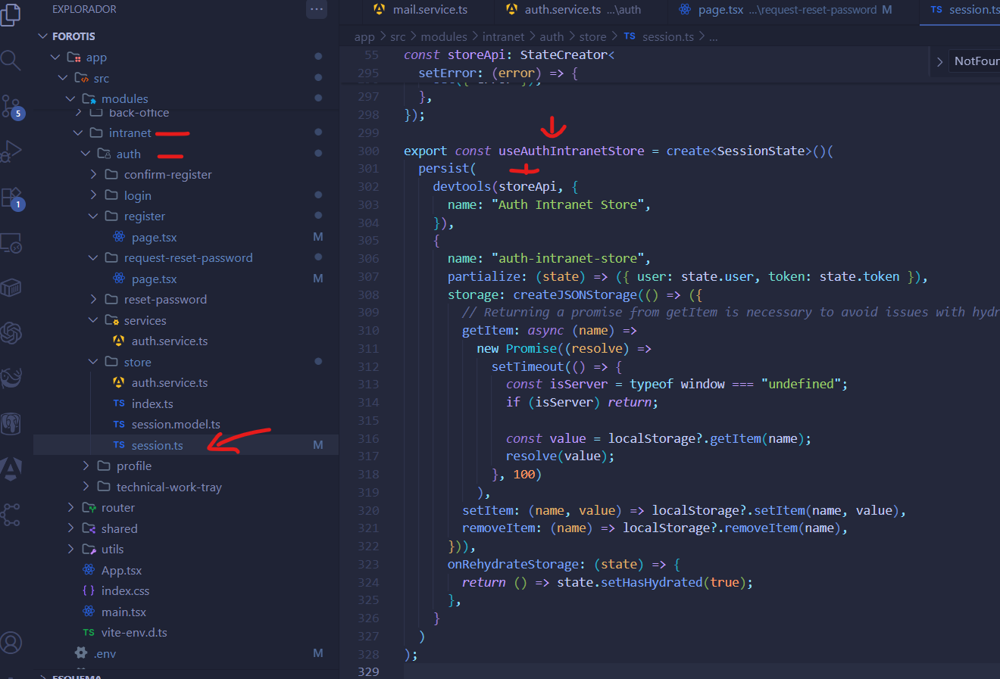 EXPLORADOR
FOROTIS
app
src
modules
back-office
intranet
auth
confirm-register
login
register
page.tsx M
request-reset-password
page.tsx M
reset-password
services
auth.service.ts
store
auth.service.ts
TS index.ts
TS session.model.ts
TS session.ts M
profile
technical-work-tray
router
shared
utils
App.tsx
{ } index.css
main.tsx
TS vite-env.d.ts
.env M
ESQUEMA
5
1
mail.service.ts auth.service.ts ...\auth page.tsx ...\request-reset-password M TS session.ts
app > src > modules > intranet > auth > store > TS session.ts > ...
NotFoun
55 const storeApi: StateCreator<
295 setError: (error) => {
297 },
298 });
299
300 export const useAuthIntranetStore = create<SessionState>()(
301 persist(
302 devtools(storeApi, {
303 name: "Auth Intranet Store",
304 }),
305 {
306 name: "auth-intranet-store",
307 partialize: (state) => ({ user: state.user, token: state.token }),
308 storage: createJSONStorage(() => ({
309 // Returning a promise from getItem is necessary to avoid issues with hydr
310 getItem: async (name) =>
311 new Promise((resolve) =>
312 setTimeout(() => {
313 const isServer = typeof window === "undefined";
314 if (isServer) return;
315
316 const value = localStorage?.getItem(name);
317 resolve(value);
318 }, 100)
319 ),
320 setItem: (name, value) => localStorage?.setItem(name, value),
321 removeItem: (name) => localStorage?.removeItem(name),
322 })),
323 onRehydrateStorage: (state) => {
324 return () => state.setHasHydrated(true);
325 },
326 }
327 )
328 );
329